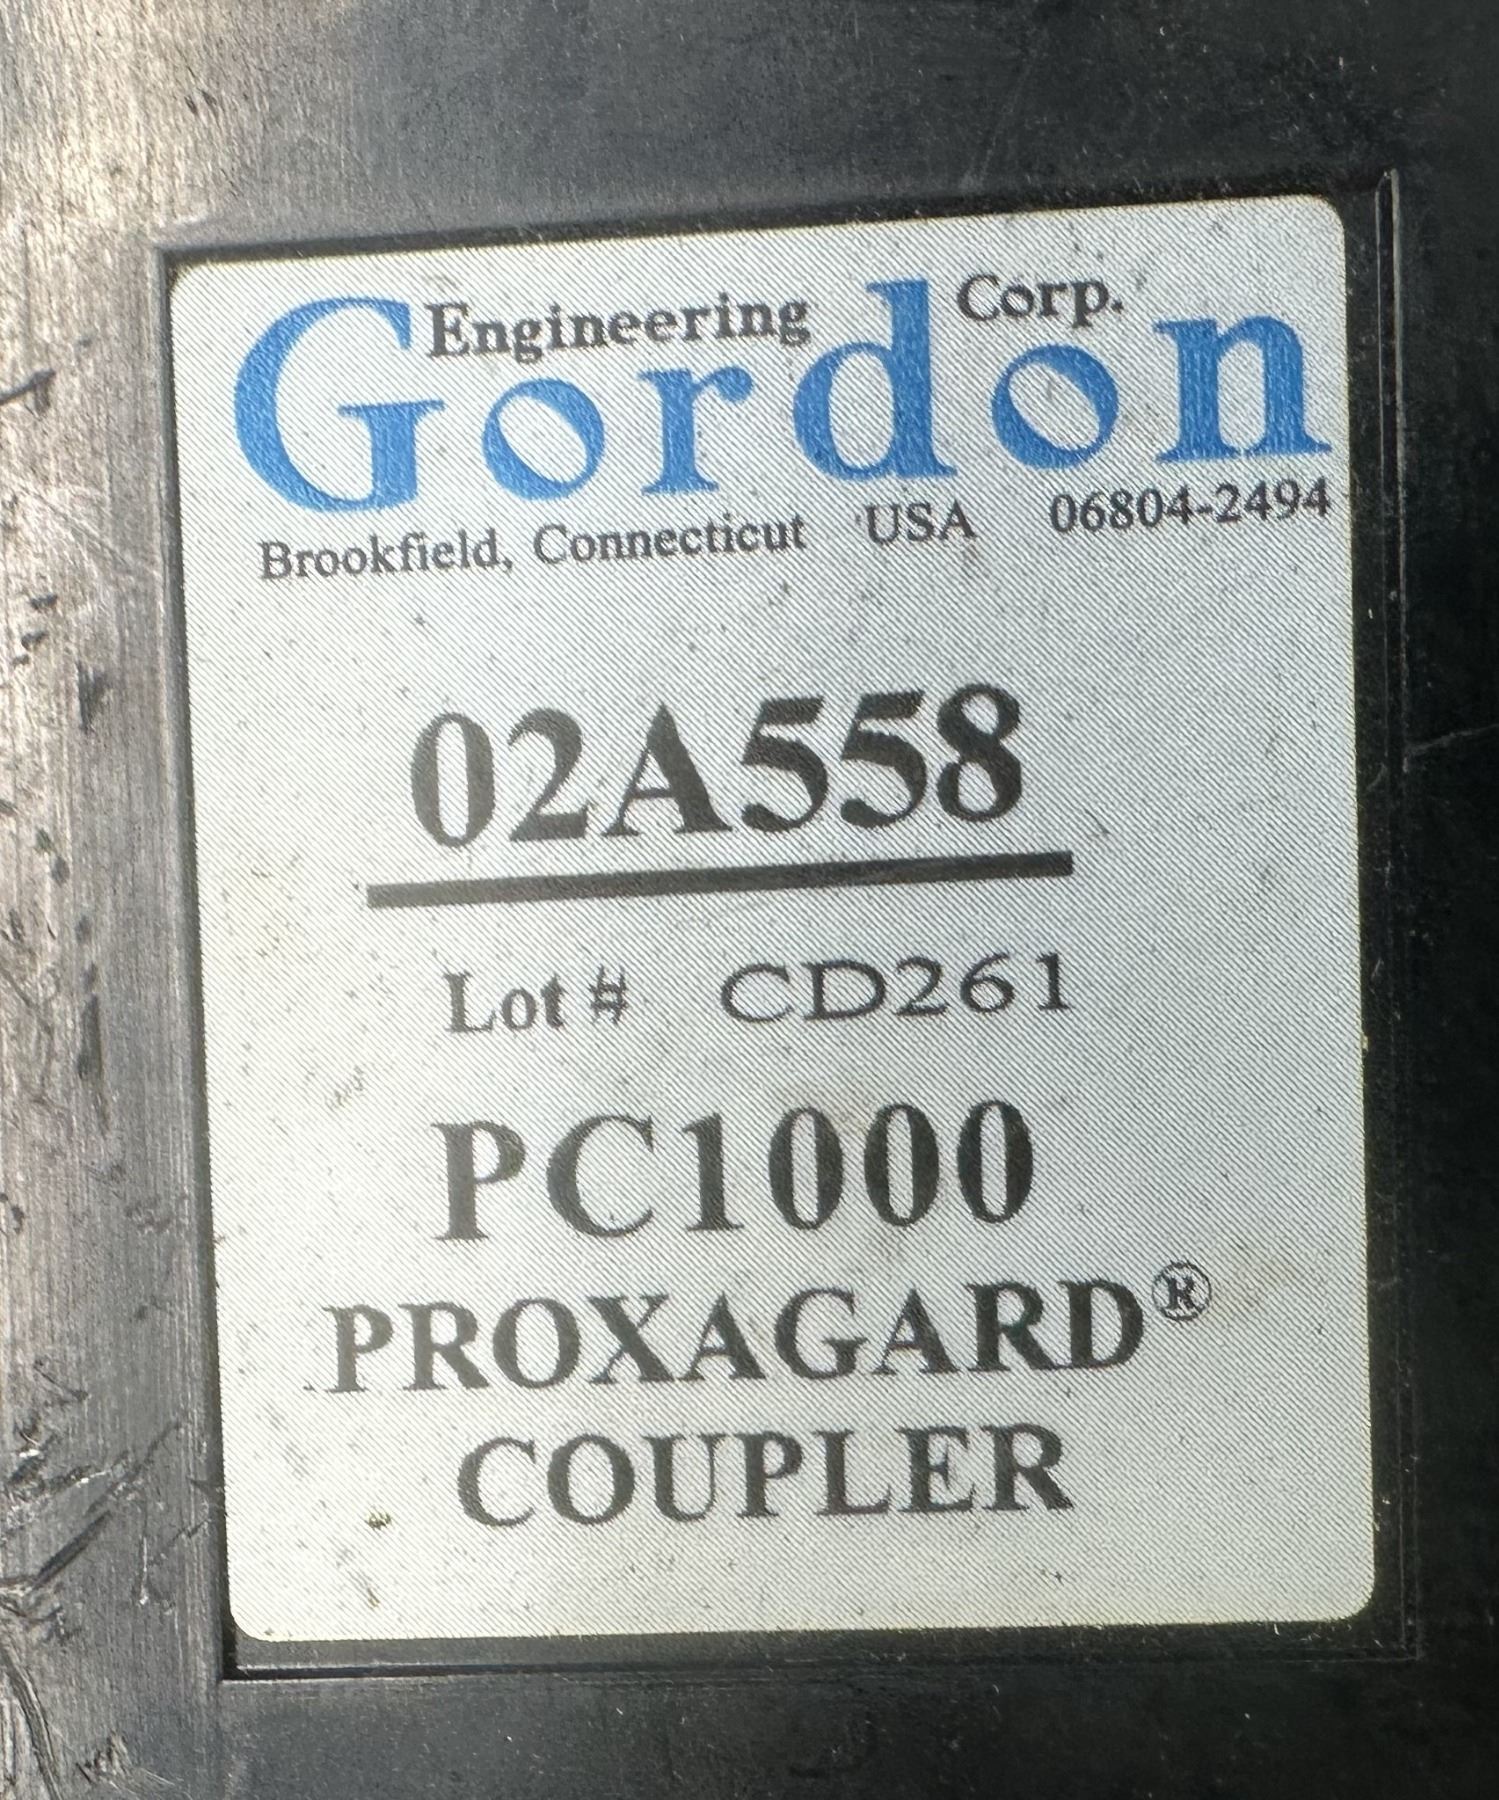 Engineering Corp.
Gordon
Brookfield, Connecticut USA 06804-2494
02A558
Lot # CD261
PC1000
PROXAGARD®
COUPLER